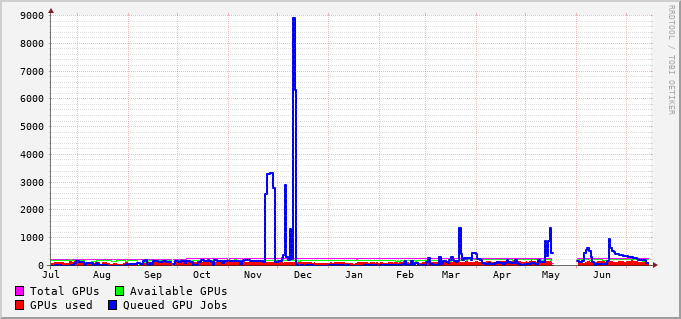 9000
8000
7000
6000
5000
4000
3000
2000
1000
0
Jul Aug Sep Oct Nov Dec Jan Feb Mar Apr May Jun
Total GPUs Available GPUs
GPUs used Queued GPU Jobs
RRDTOOL / TOBI OETIKER